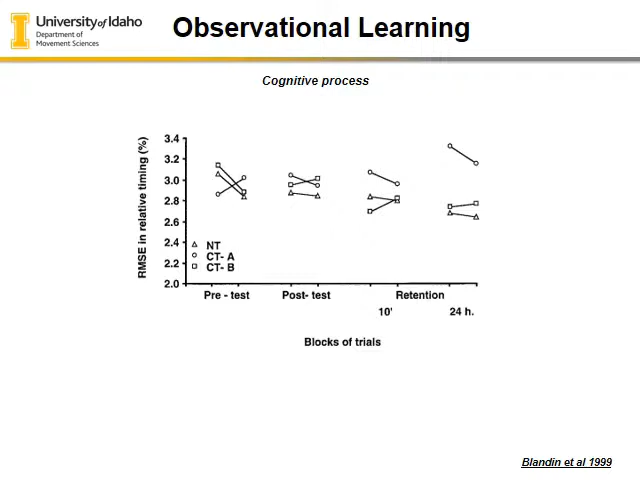 I
University of Idaho
Department of
Movement Sciences
Observational Learning
Cognitive process
RMSE in relative timing (%)
3.4
3.2
3.0
2.8
2.6
2.4
2.2
2.0
NT
CT- A
CT- B
Pre - test
Post- test
Retention
10'
24 h.
Blocks of trials
Blandin et al 1999